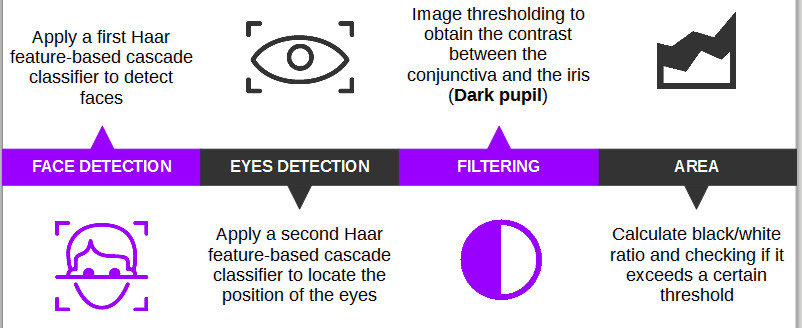 Apply a first Haar
feature-based cascade
classifier to detect
faces
Image thresholding to
obtain the contrast
between the
conjunctiva and the iris
(Dark pupil)
FACE DETECTION
EYES DETECTION
FILTERING
AREA
Apply a second Haar
feature-based cascade
classifier to locate the
position of the eyes
Calculate black/white
ratio and checking if it
exceeds a certain
threshold